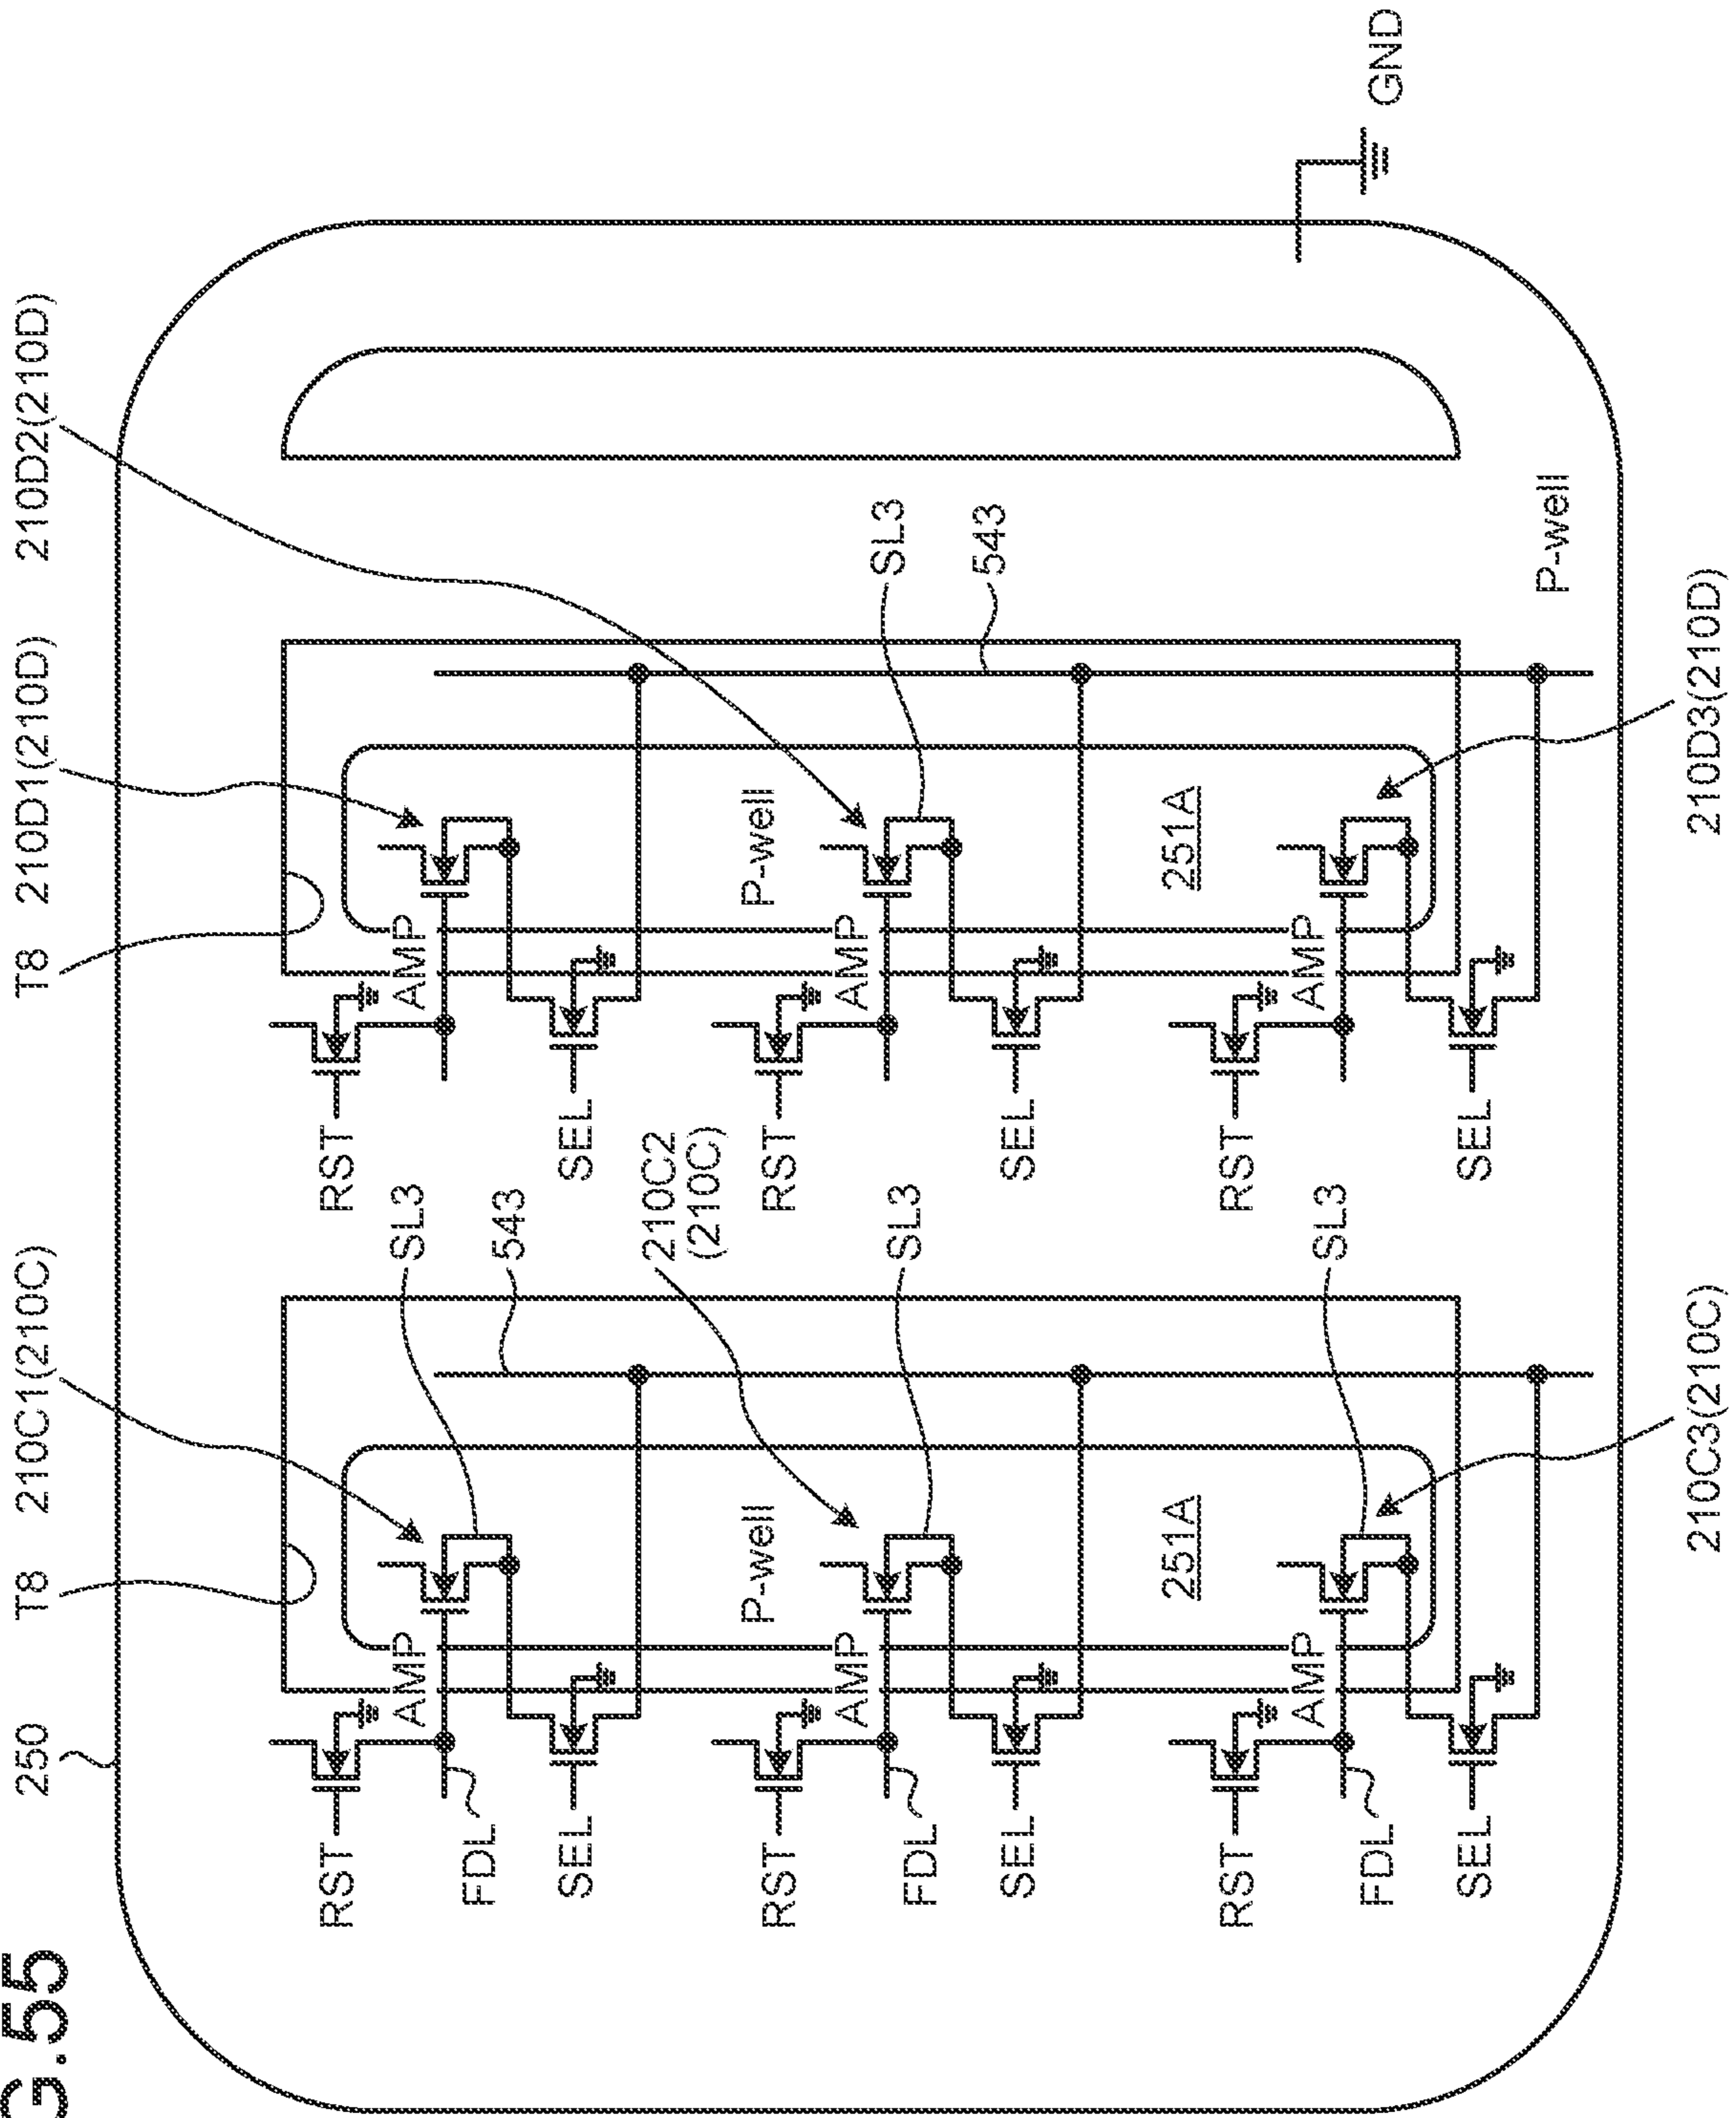 G.55
250
T8
210C1(210C)
T8
210D1(210D)
210D2(210D)
RST
AMP
SL3
FDL
543
SEL
RST
AMP
SEL
P-well
210C2
(210C)
P-well
RST
AMP
SL3
FDL
SEL
RST
AMP
SL3
543
SEL
251A
251A
RST
AMP
SL3
FDL
SEL
RST
AMP
SEL
P-well
GND
210C3(210C)
210D3(210D)